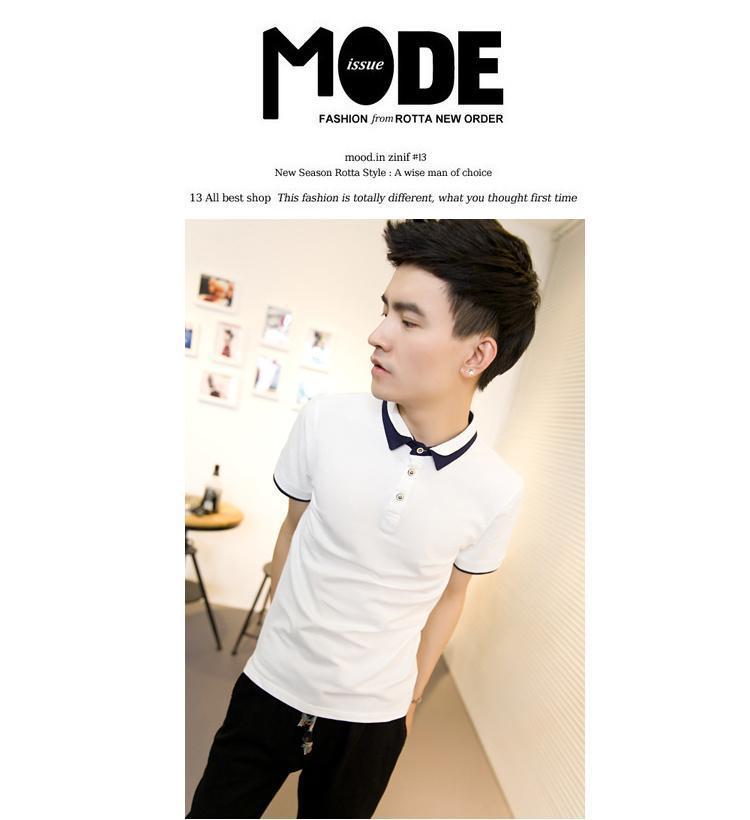 MODE
issue
FASHION from ROTTA NEW ORDER
mood.in zinif #13
New Season Rotta Style : A wise man of choice
13 All best shop This fashion is totally different, what you thought first time